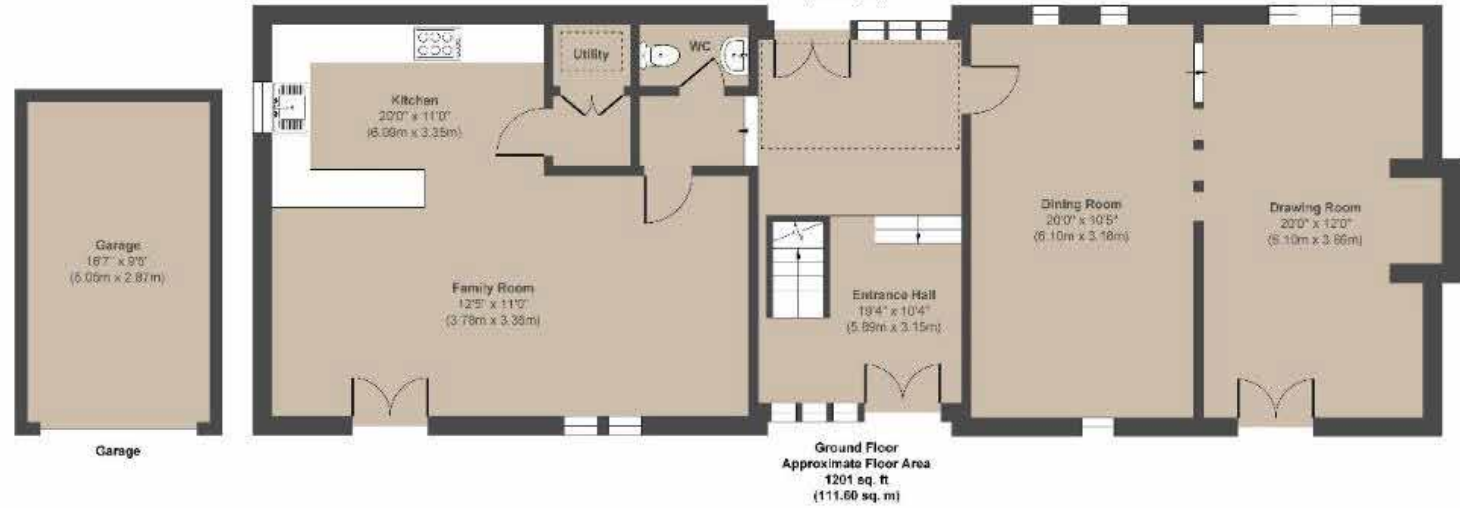 Utility
WC
Kitchen
20'0" x 11'0"
(6.09m x 3.35m)
Garage
16'7" x 9'5"
(5.05m x 2.87m)
Family Room
12'5" x 11'0"
(3.78m x 3.36m)
Entrance Hall
19'4" x 10'4"
(5.89m x 3.15m)
Dining Room
20'0" x 10'5"
(6.10m x 3.18m)
Drawing Room
20'0" x 12'0"
(6.10m x 3.66m)
Garage
Ground Floor
Approximate Floor Area
1201 sq. ft
(111.60 sq. m)